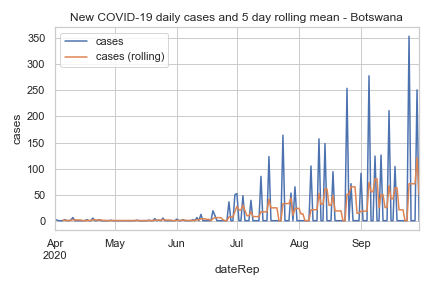 New COVID-19 daily cases and 5 day rolling mean - Botswana
cases
cases (rolling)
350
300
250
200
150
100
50
0
cases
Apr
2020
May
Jun
Jul
Aug
Sep
dateRep